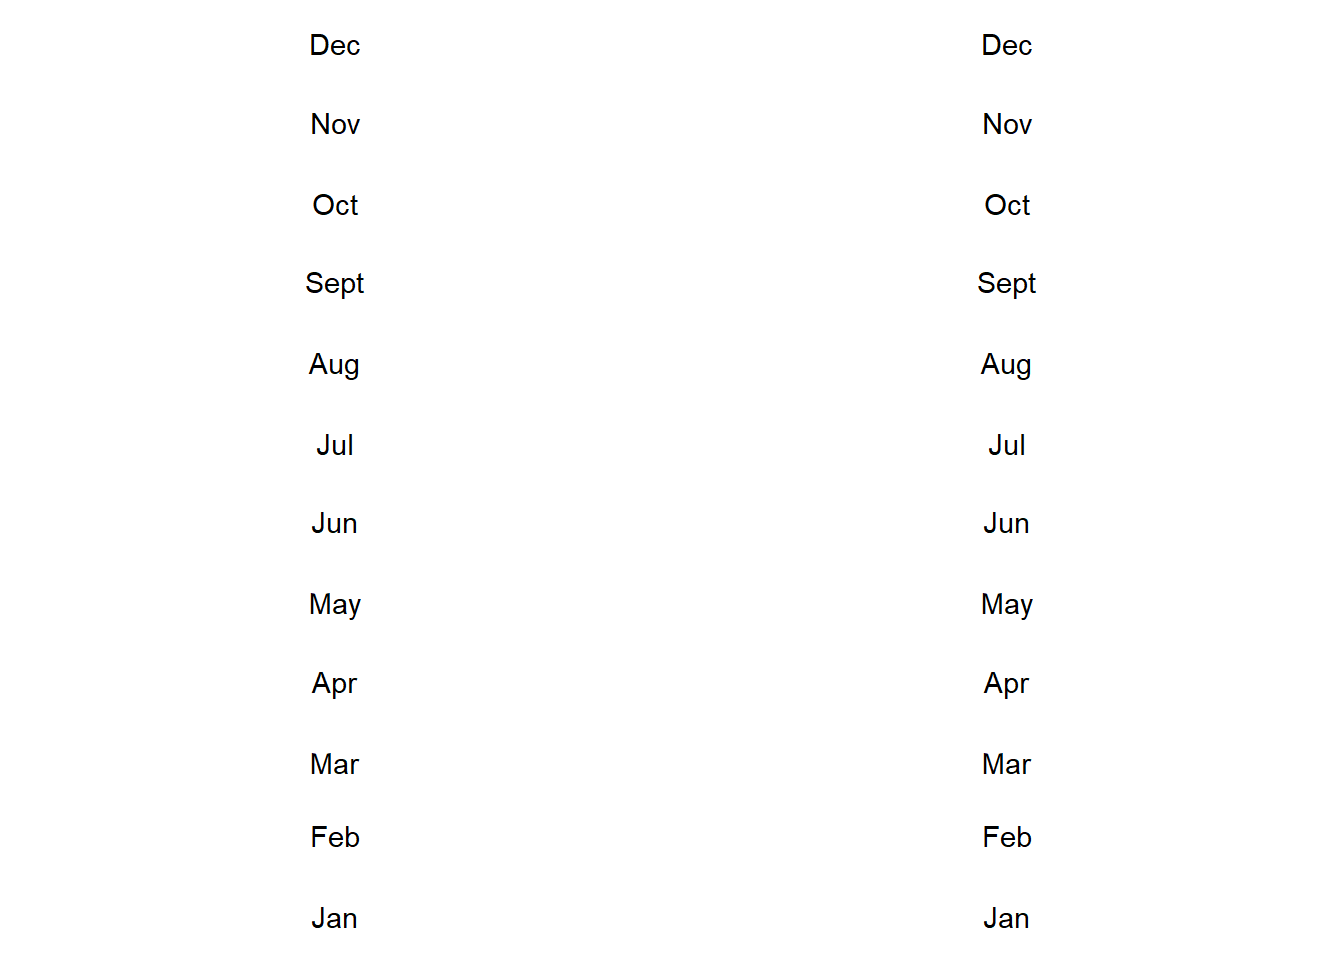 Dec Dec
Nov Nov
Oct Oct
Sept Sept
Aug Aug
Jul Jul
Jun Jun
May May
Apr Apr
Mar Mar
Feb Feb
Jan Jan